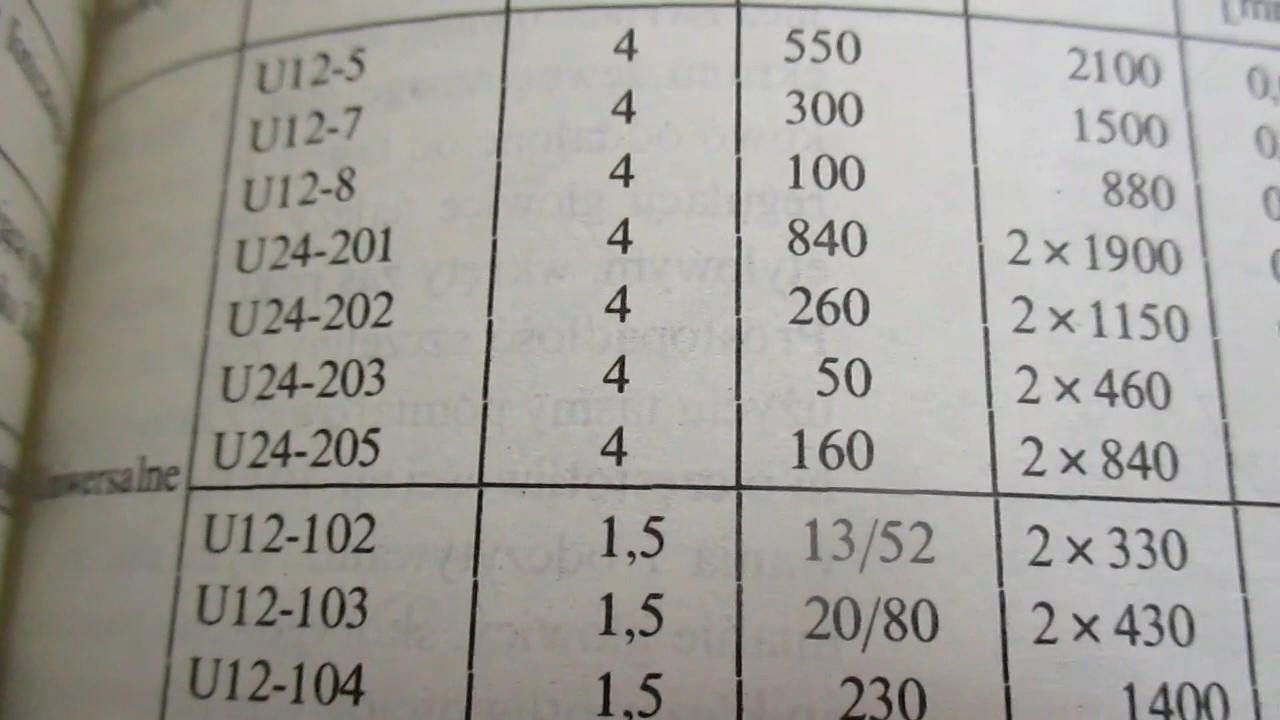 U12-5 4 550 2100
U12-7 4 300 1500
U12-8 4 100 880
U24-201 4 840 2 × 1900
U24-202 4 260 2 × 1150
U24-203 4 50 2 × 460
U24-205 4 160 2 × 840
U12-102 1,5 13/52 2 × 330
U12-103 1,5 20/80 2 × 430
U12-104 1,5 230 1400